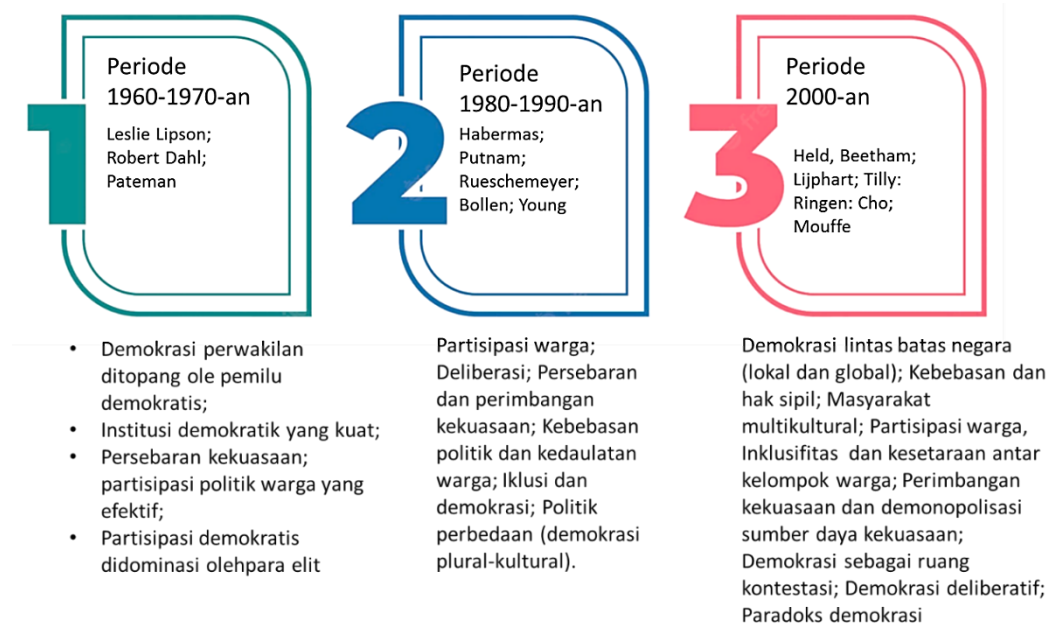 1
Periode
1960-1970-an
Leslie Lipson;
Robert Dahl;
Pateman
• Demokrasi perwakilan
ditopang ole pemilu
demokratis;
• Institusi demokratik yang kuat;
• Persebaran kekuasaan;
partisipasi politik warga yang
efektif;
• Partisipasi demokratis
didominasi olehpara elit
2
Periode
1980-1990-an
Habermas;
Putnam;
Rueschemeyer;
Bollen; Young
Partisipasi warga;
Deliberasi; Persebaran
dan perimbangan
kekuasaan; Kebebasan
politik dan kedaulatan
warga; Iklusi dan
demokrasi; Politik
perbedaan (demokrasi
plural-kultural).
3
Periode
2000-an
Held, Beetham;
Lijphart; Tilly:
Ringen: Cho;
Mouffe
Demokrasi lintas batas negara
(lokal dan global); Kebebasan dan
hak sipil; Masyarakat
multikultural; Partisipasi warga,
Inklusifitas dan kesetaraan antar
kelompok warga; Perimbangan
kekuasaan dan demonopolisasi
sumber daya kekuasaan;
Demokrasi sebagai ruang
kontestasi; Demokrasi deliberatif;
Paradoks demokrasi